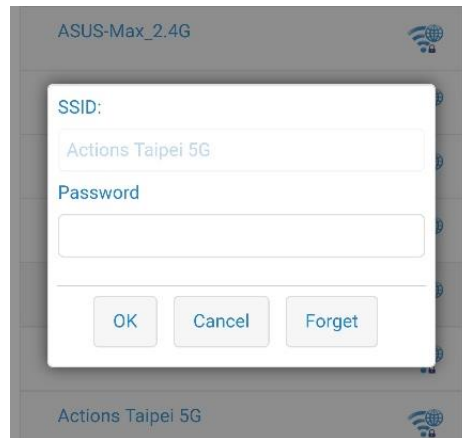 ASUS-Max_2.4G
SSID:
Actions Taipei 5G
Password
OK Cancel Forget
Actions Taipei 5G